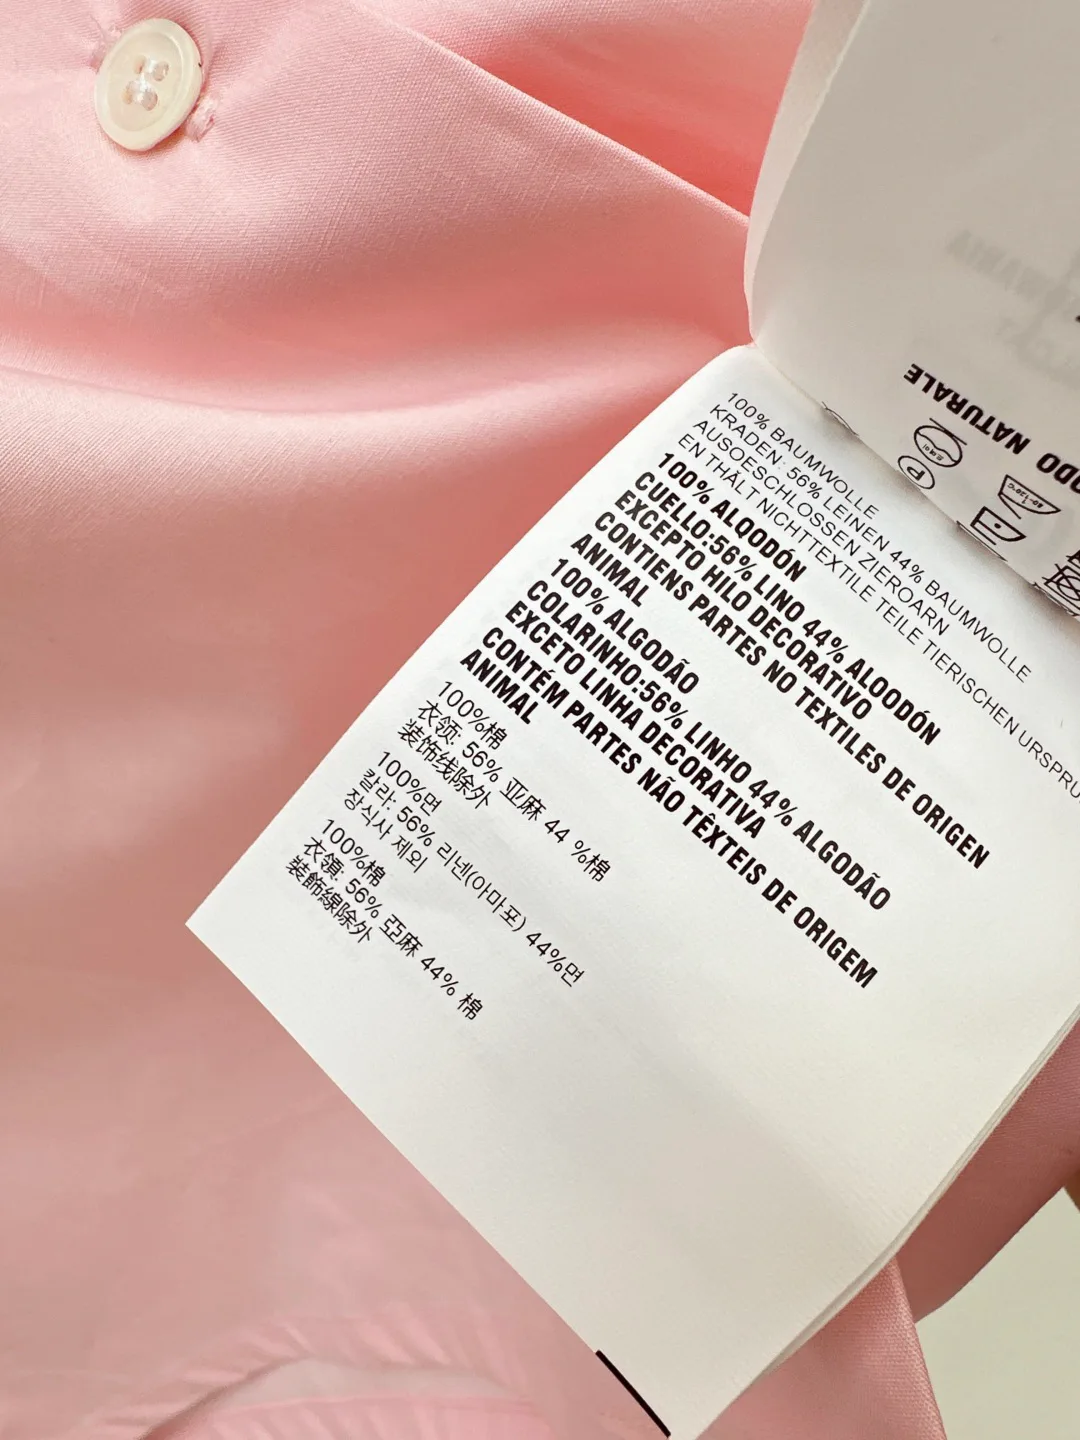 100% BAUMWOLLE
KRADEN: 56% LEINEN 44% BAUMWOLLE
AUSOESCHLOSSEN ZIEROARN
ENTHÄLT NICHTTEXTILE TEILE TIERISCHEN URSPRU
100% ALOODÓN
CUELLO:56% LINO 44% ALOODÓN
EXCEPTO HILO DECORATIVO
CONTIENS PARTES NO TEXTILES DE ORIGEN
ANIMAL
100% ALGODÃO
COLARINHO:56% LINHO 44% ALGODÃO
EXCETO LINHA DECORATIVA
CONTÉM PARTES NÃO TÊXTEIS DE ORIGEM
ANIMAL
100%棉
衣领: 56% 亚麻 44 %棉
装饰线除外
100%면
칼라: 56% 리넨(아마포) 44%면
장식사 제외
100%棉
衣領: 56% 亞麻 44% 棉
裝飾線除外
NATURALE
P